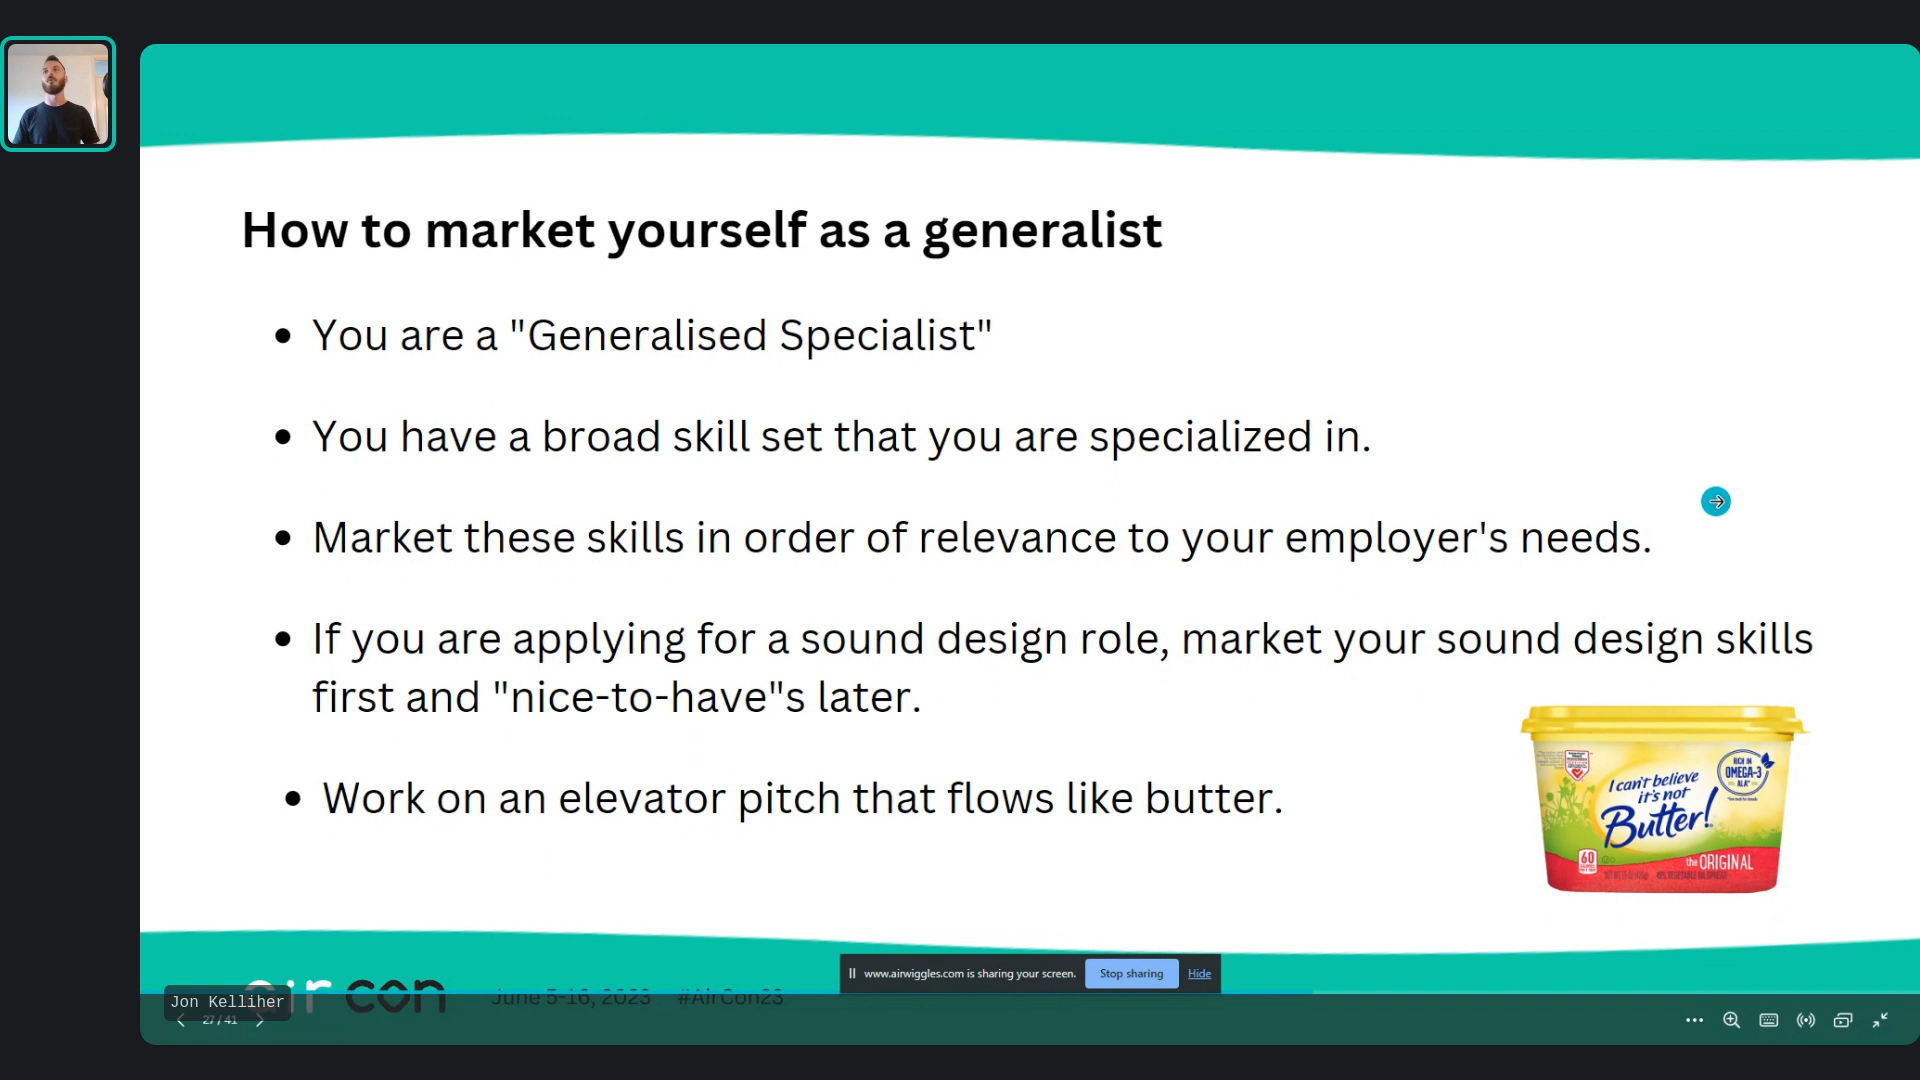 How to market yourself as a generalist
You are a "Generalised Specialist"
You have a broad skill set that you are specialized in.
Market these skills in order of relevance to your employer's needs.
If you are applying for a sound design role, market your sound design skills
first and "nice-to-have"s later.
Work on an elevator pitch that flows like butter.
I can't believe
it's not
Butter!
RICH IN
OMEGA-3
ALA*
60
the ORIGINAL
www.airwiggles.com is sharing your screen.
Stop sharing
Hide
air con
June 5-16, 2023
#AirCon23
Jon Kelliher
27 / 41